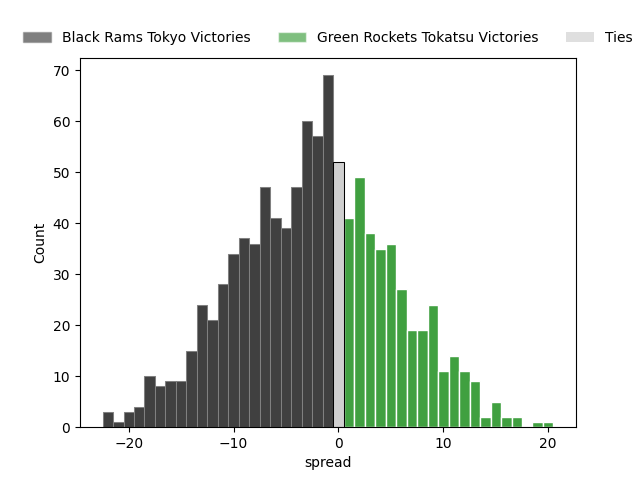 Black Rams Tokyo Victories Green Rockets Tokatsu Victories Ties
70
60
50
40
30
20
10
0
Count
−20 −10 0 10 20
spread